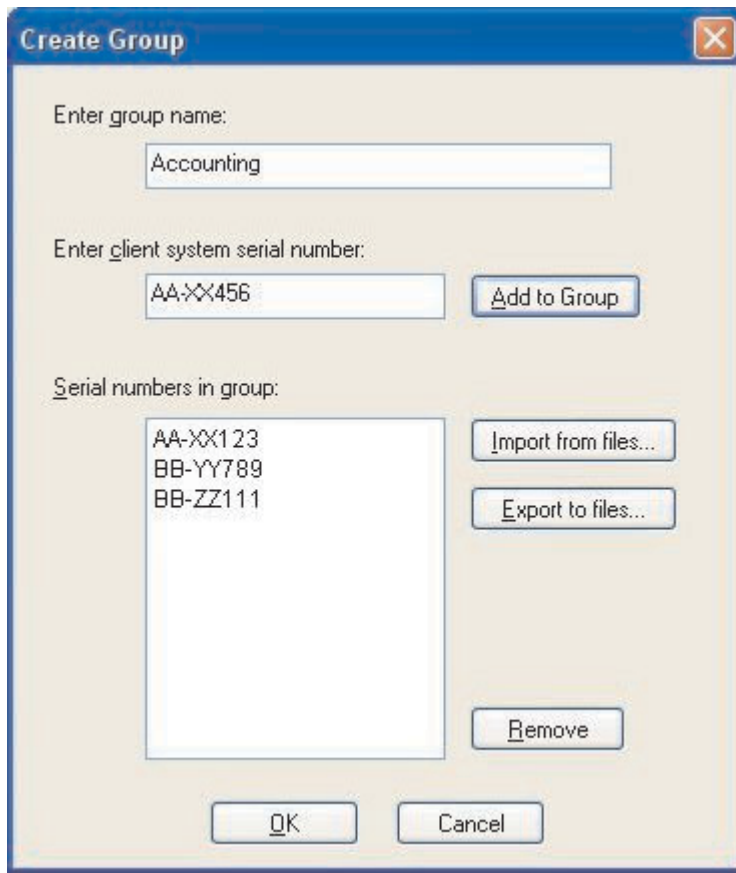 Create Group
Enter group name:
Accounting
Enter client system serial number:
AA-XX456
Add to Group
Serial numbers in group:
AA-XX123
BB-YY789
BB-ZZ111
Import from files...
Export to files...
Remove
OK
Cancel